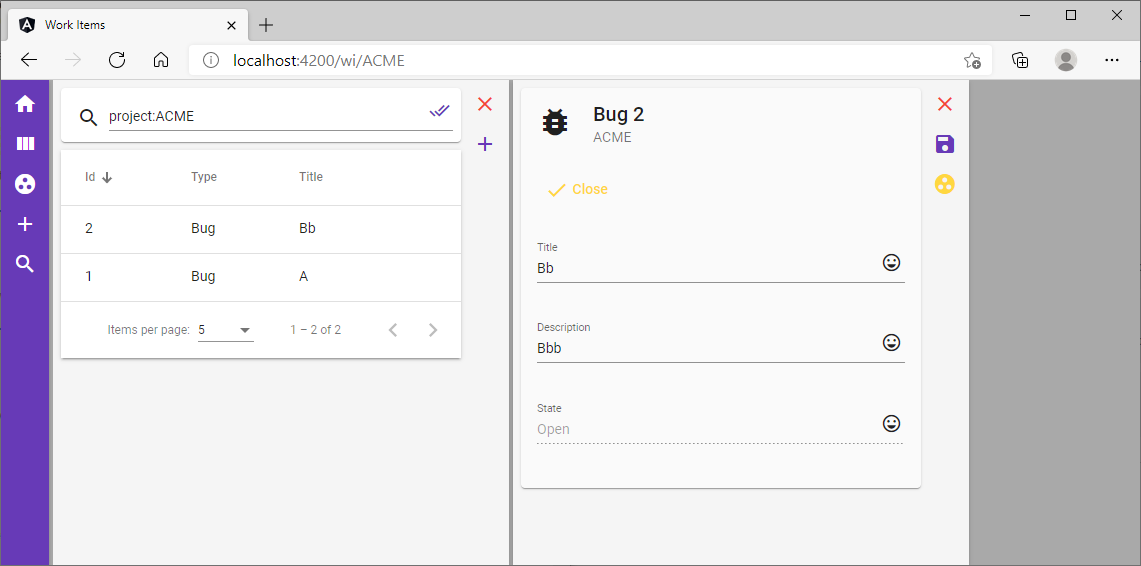 Work Items
localhost:4200/wi/ACME
project:ACME
Id Type Title
2 Bug Bb
1 Bug A
Items per page: 5 1 – 2 of 2
Bug 2
ACME
Close
Title
Bb
Description
Bbb
State
Open